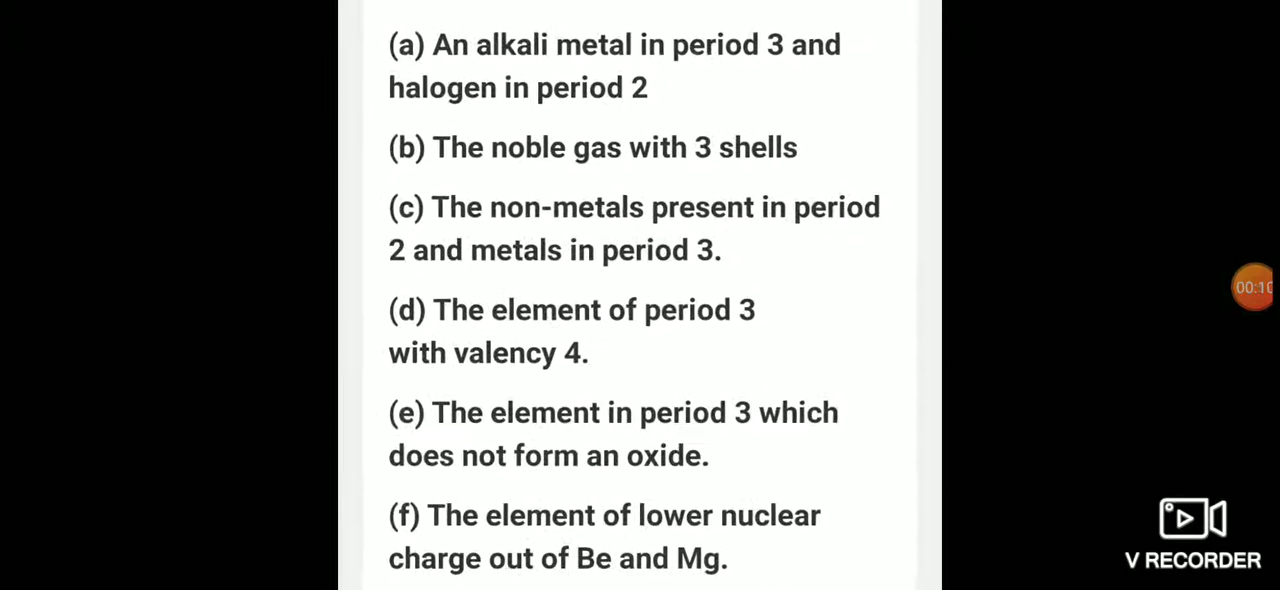 (a) An alkali metal in period 3 and
halogen in period 2
(b) The noble gas with 3 shells
(c) The non-metals present in period
2 and metals in period 3.
(d) The element of period 3
with valency 4.
(e) The element in period 3 which
does not form an oxide.
(f) The element of lower nuclear
charge out of Be and Mg.
00:10
V RECORDER